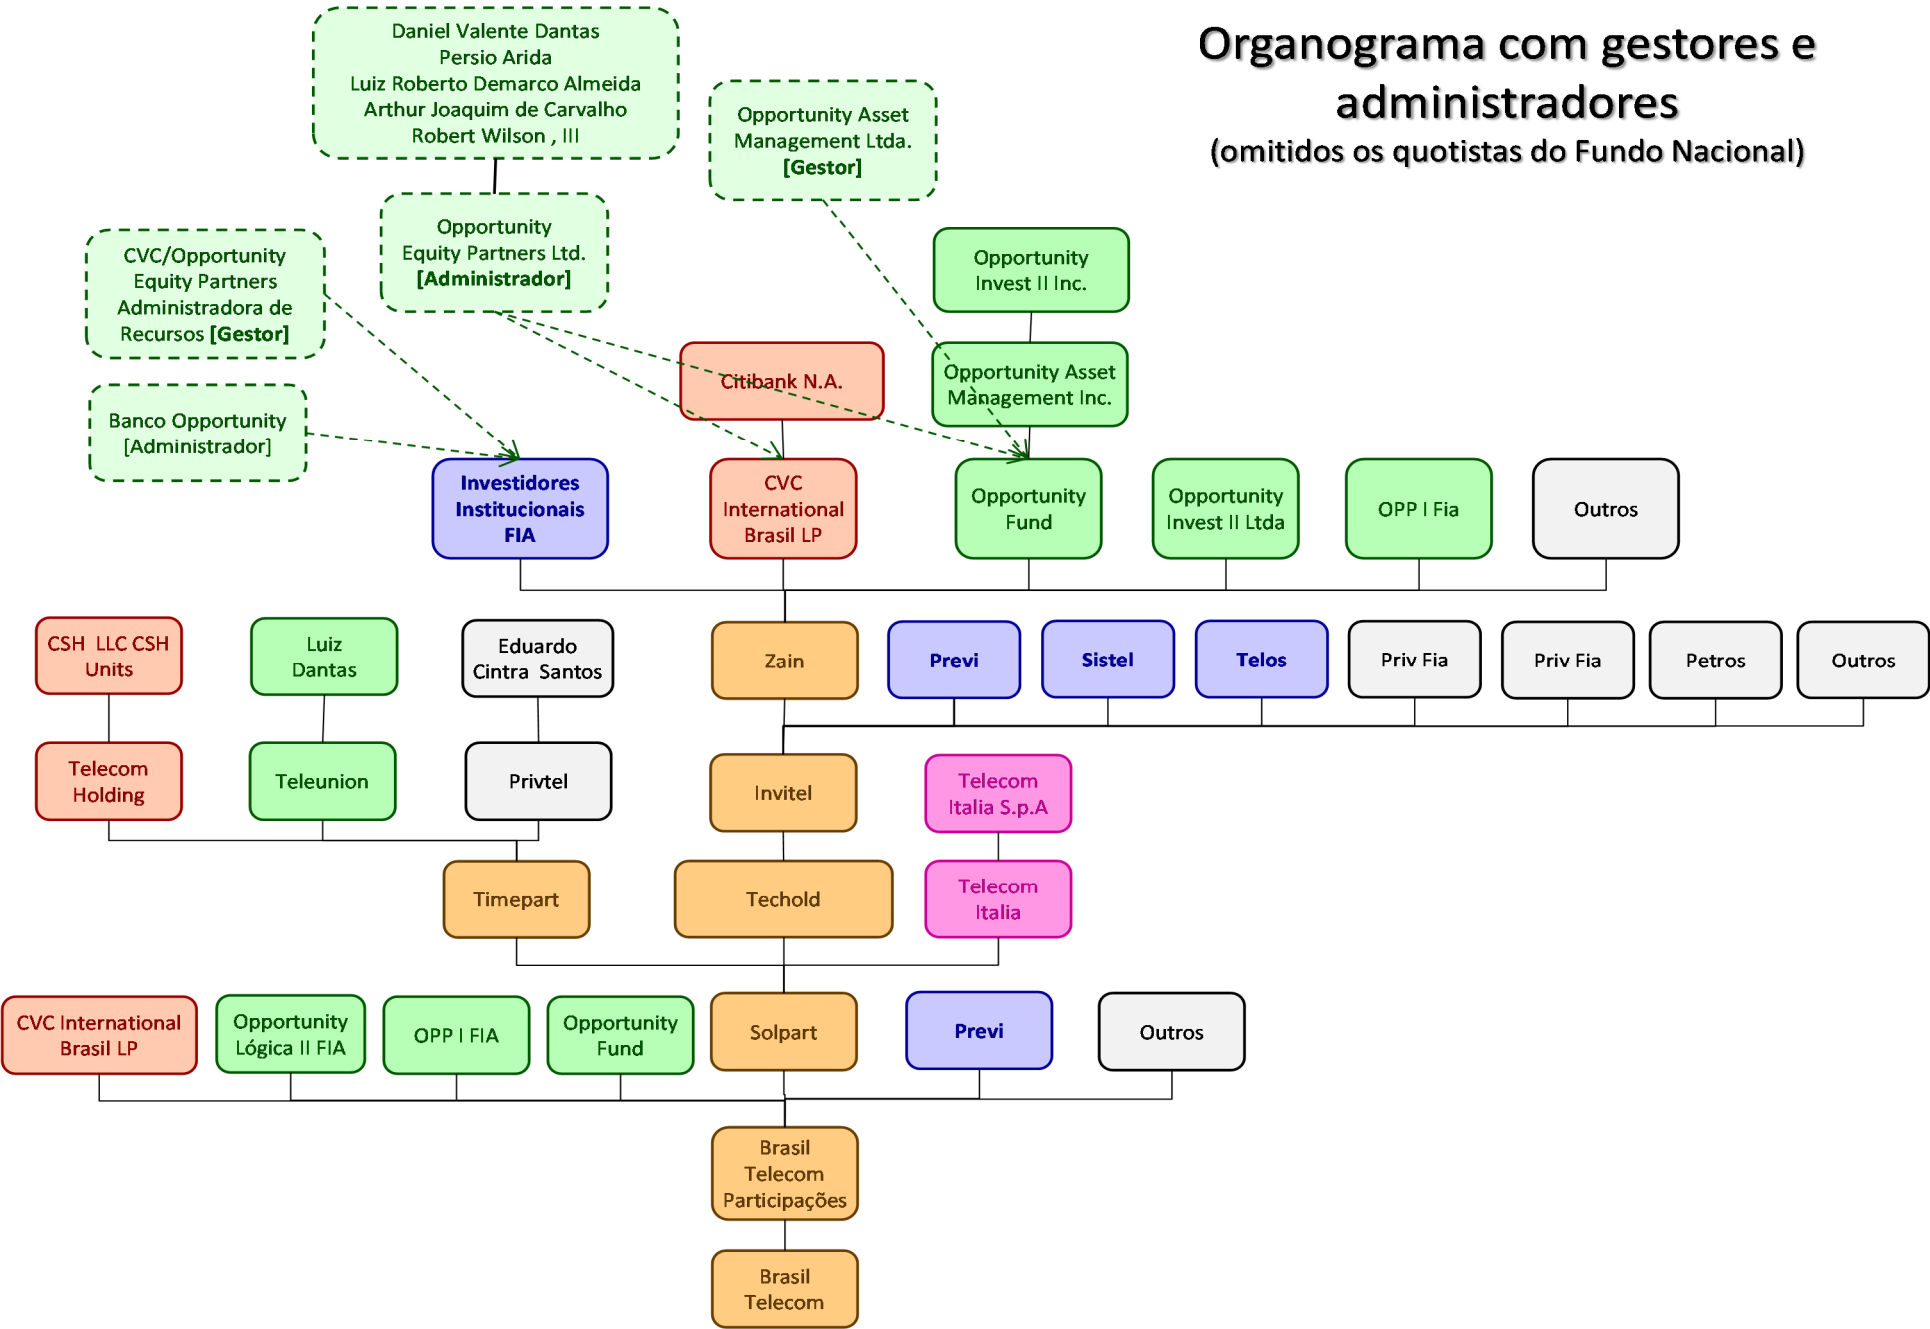 Organograma com gestores e
administradores
(omitidos os quotistas do Fundo Nacional)
Daniel Valente Dantas
Persio Arida
Luiz Roberto Demarco Almeida
Arthur Joaquim de Carvalho
Robert Wilson , III
Opportunity Asset
Management Ltda.
[Gestor]
Opportunity
Equity Partners Ltd.
[Administrador]
CVC/Opportunity
Equity Partners
Administradora de
Recursos [Gestor]
Opportunity
Invest II Inc.
Citibank N.A.
Opportunity Asset
Management Inc.
Banco Opportunity
[Administrador]
Investidores
Institucionais
FIA
CVC
International
Brasil LP
Opportunity
Fund
Opportunity
Invest II Ltda
OPP I Fia
Outros
CSH  LLC CSH
Units
Luiz
Dantas
Eduardo
Cintra  Santos
Zain
Previ
Sistel
Telos
Priv Fia
Priv Fia
Petros
Outros
Telecom
Holding
Teleunion
Privtel
Invitel
Telecom
Italia S.p.A
Timepart
Techold
Telecom
Italia
CVC International
Brasil LP
Opportunity
Lógica II FIA
OPP I FIA
Opportunity
Fund
Solpart
Previ
Outros
Brasil
Telecom
Participações
Brasil
Telecom